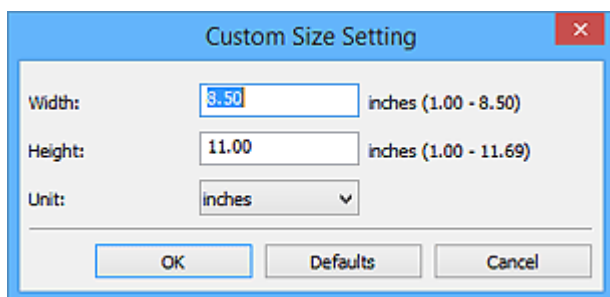 Custom Size Setting
Width: 8.50 inches (1.00 - 8.50)
Height: 11.00 inches (1.00 - 11.69)
Unit: inches
OK Defaults Cancel